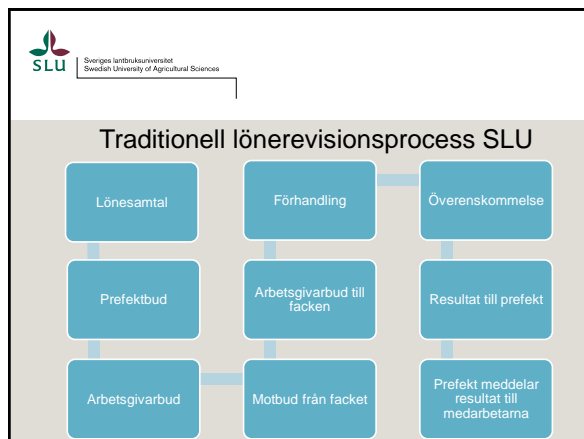 SLU
Sveriges lantbruksuniversitet
Swedish University of Agricultural Sciences
Traditionell lönerevisionsprocess SLU
Lönesamtal
Prefektbud
Arbetsgivarbud
Motbud från facket
Arbetsgivarbud till
facken
Förhandling
Överenskommelse
Resultat till prefekt
Prefekt meddelar
resultat till
medarbetarna